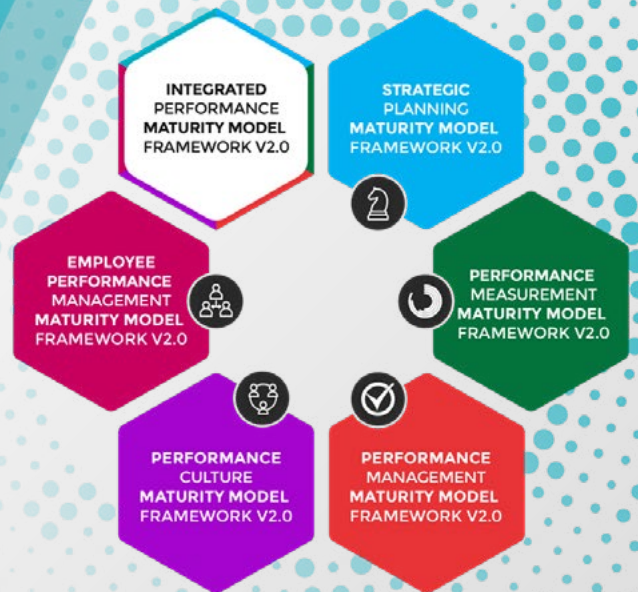 INTEGRATED
PERFORMANCE
MATURITY MODEL
FRAMEWORK V2.0
STRATEGIC
PLANNING
MATURITY MODEL
FRAMEWORK V2.0
EMPLOYEE
PERFORMANCE
MANAGEMENT
MATURITY MODEL
FRAMEWORK V2.0
PERFORMANCE
MEASUREMENT
MATURITY MODEL
FRAMEWORK V2.0
PERFORMANCE
CULTURE
MATURITY MODEL
FRAMEWORK V2.0
PERFORMANCE
MANAGEMENT
MATURITY MODEL
FRAMEWORK V2.0